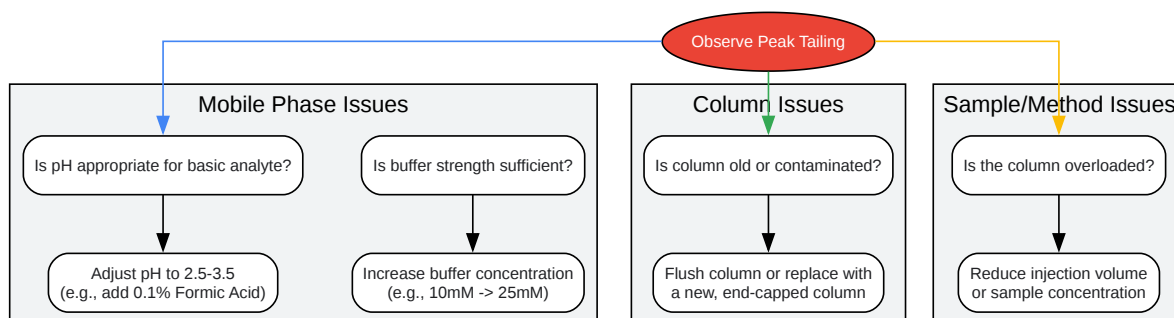 Observe Peak Tailing
Mobile Phase Issues
Column Issues
Sample/Method Issues
Is pH appropriate for basic analyte?
Is buffer strength sufficient?
Is column old or contaminated?
Is the column overloaded?
Adjust pH to 2.5-3.5
(e.g., add 0.1% Formic Acid)
Increase buffer concentration
(e.g., 10mM -> 25mM)
Flush column or replace with
a new, end-capped column
Reduce injection volume
or sample concentration